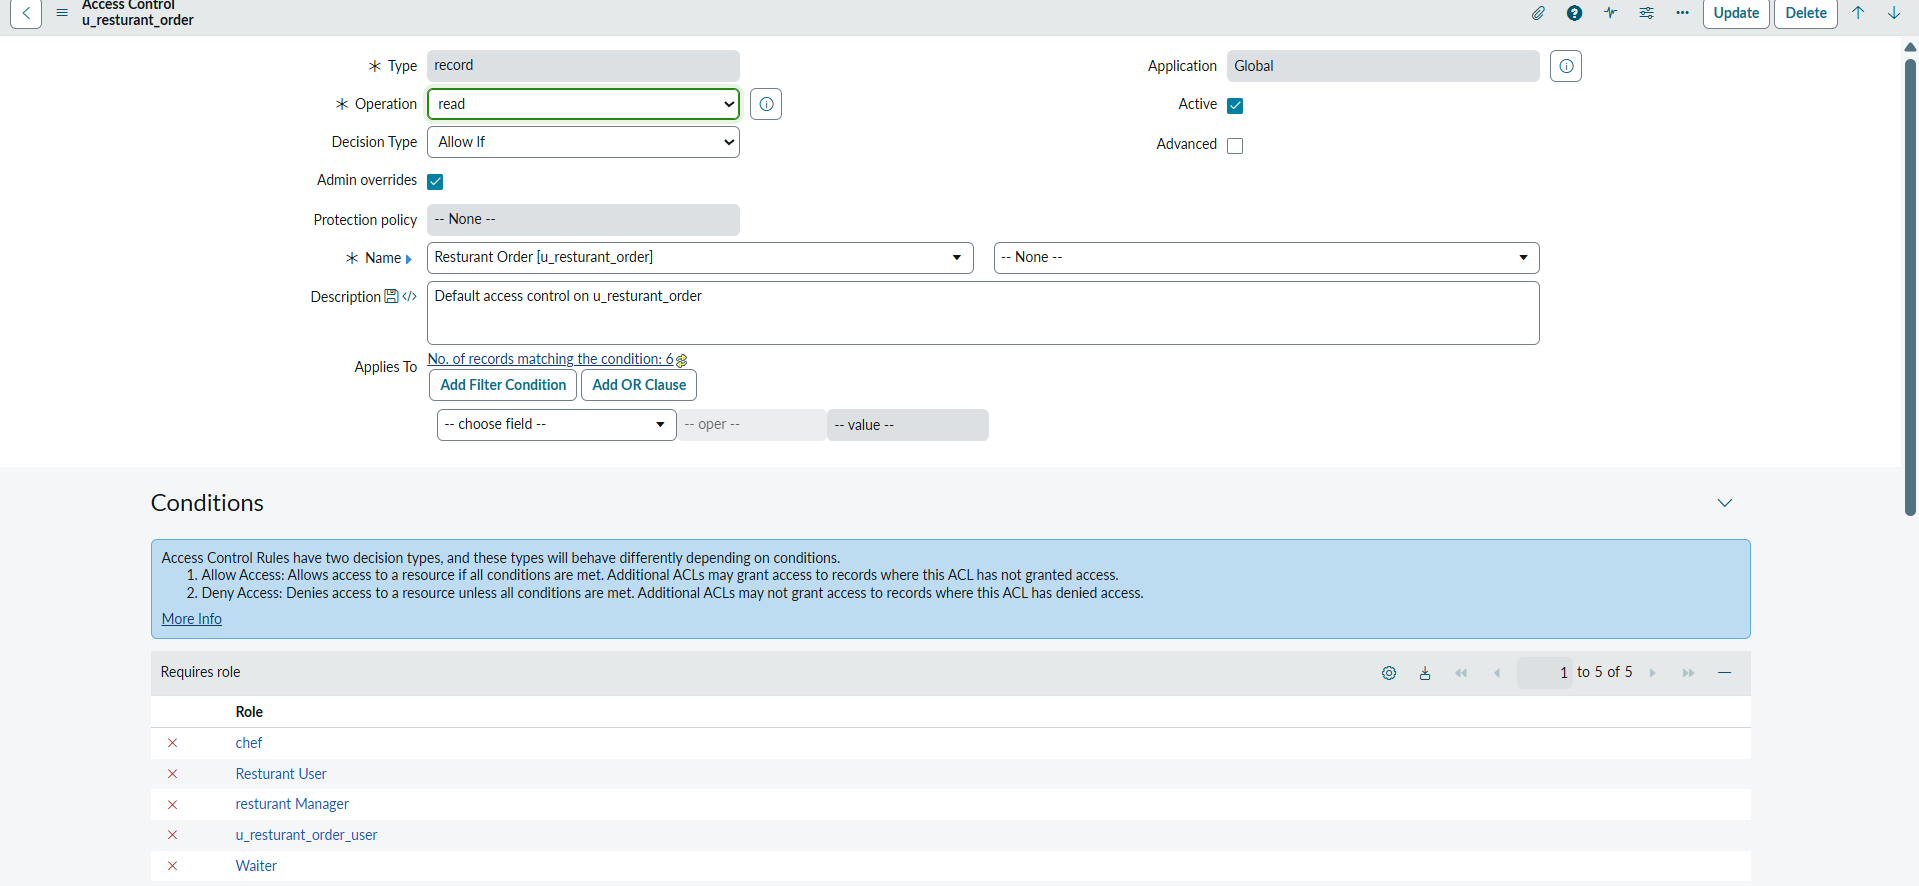 Access Control
u_resturant_order
Update
Delete
Type
record
Application
Global
Operation
read
Active
Decision Type
Allow If
Advanced
Admin overrides
Protection policy
-- None --
Name
Resturant Order [u_resturant_order]
-- None --
Description
Default access control on u_resturant_order
Applies To
No. of records matching the condition: 6
Add Filter Condition
Add OR Clause
-- choose field --
-- oper --
-- value --
Conditions
Access Control Rules have two decision types, and these types will behave differently depending on conditions.
1. Allow Access: Allows access to a resource if all conditions are met. Additional ACLs may grant access to records where this ACL has not granted access.
2. Deny Access: Denies access to a resource unless all conditions are met. Additional ACLs may not grant access to records where this ACL has denied access.
More Info
Requires role
1 to 5 of 5
Role
chef
Resturant User
resturant Manager
u_resturant_order_user
Waiter